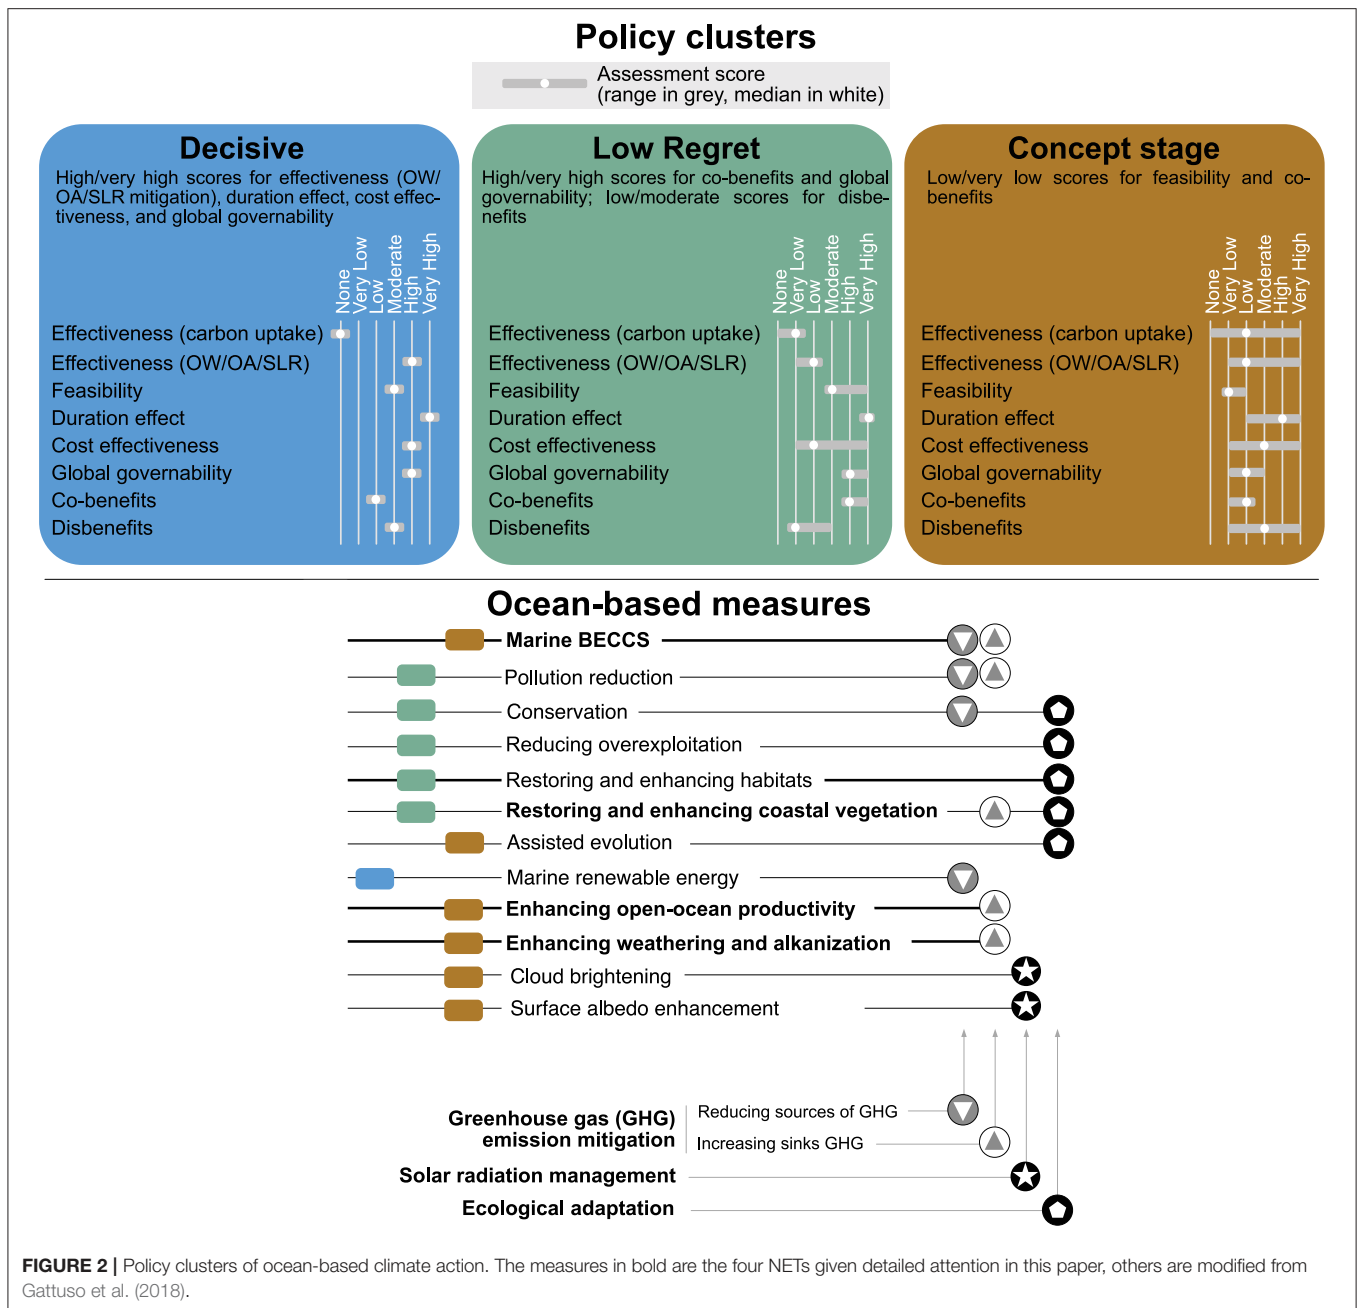 Policy clusters
Assessment score
(range in grey, median in white)
Decisive
High/very high scores for effectiveness (OW/
OA/SLR mitigation), duration effect, cost effec-
tiveness, and global governability
None
Very Low
Low
Moderate
High
Very High
Effectiveness (carbon uptake)
Effectiveness (OW/OA/SLR)
Feasibility
Duration effect
Cost effectiveness
Global governability
Co-benefits
Disbenefits
Low Regret
High/very high scores for co-benefits and global
governability; low/moderate scores for disbe-
nefits
None
Very Low
Low
Moderate
High
Very High
Effectiveness (carbon uptake)
Effectiveness (OW/OA/SLR)
Feasibility
Duration effect
Cost effectiveness
Global governability
Co-benefits
Disbenefits
Concept stage
Low/very low scores for feasibility and co-
benefits
None
Very Low
Low
Moderate
High
Very High
Effectiveness (carbon uptake)
Effectiveness (OW/OA/SLR)
Feasibility
Duration effect
Cost effectiveness
Global governability
Co-benefits
Disbenefits
Ocean-based measures
Marine BECCS
Pollution reduction
Conservation
Reducing overexploitation
Restoring and enhancing habitats
Restoring and enhancing coastal vegetation
Assisted evolution
Marine renewable energy
Enhancing open-ocean productivity
Enhancing weathering and alkanization
Cloud brightening
Surface albedo enhancement
Greenhouse gas (GHG)
emission mitigation
Reducing sources of GHG
Increasing sinks GHG
Solar radiation management
Ecological adaptation
FIGURE 2 | Policy clusters of ocean-based climate action. The measures in bold are the four NETs given detailed attention in this paper, others are modified from
Gattuso et al. (2018).